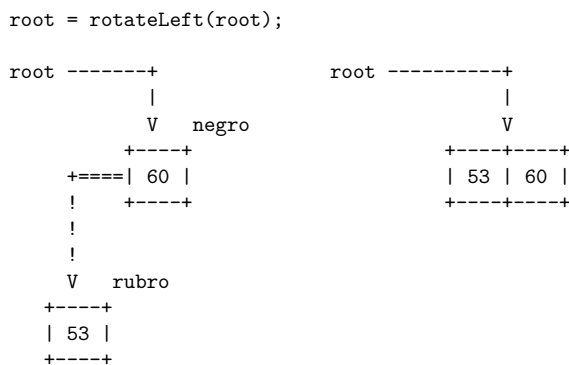 root = rotateLeft(root);
root -------+                 root ----------+
            |                                |
            V   negro                        V
          +----+                        +----+----+
     +====| 60 |                        | 53 | 60 |
     !    +----+                        +----+----+
     !
     !
     V   rubro
   +----+
   | 53 |
   +----+